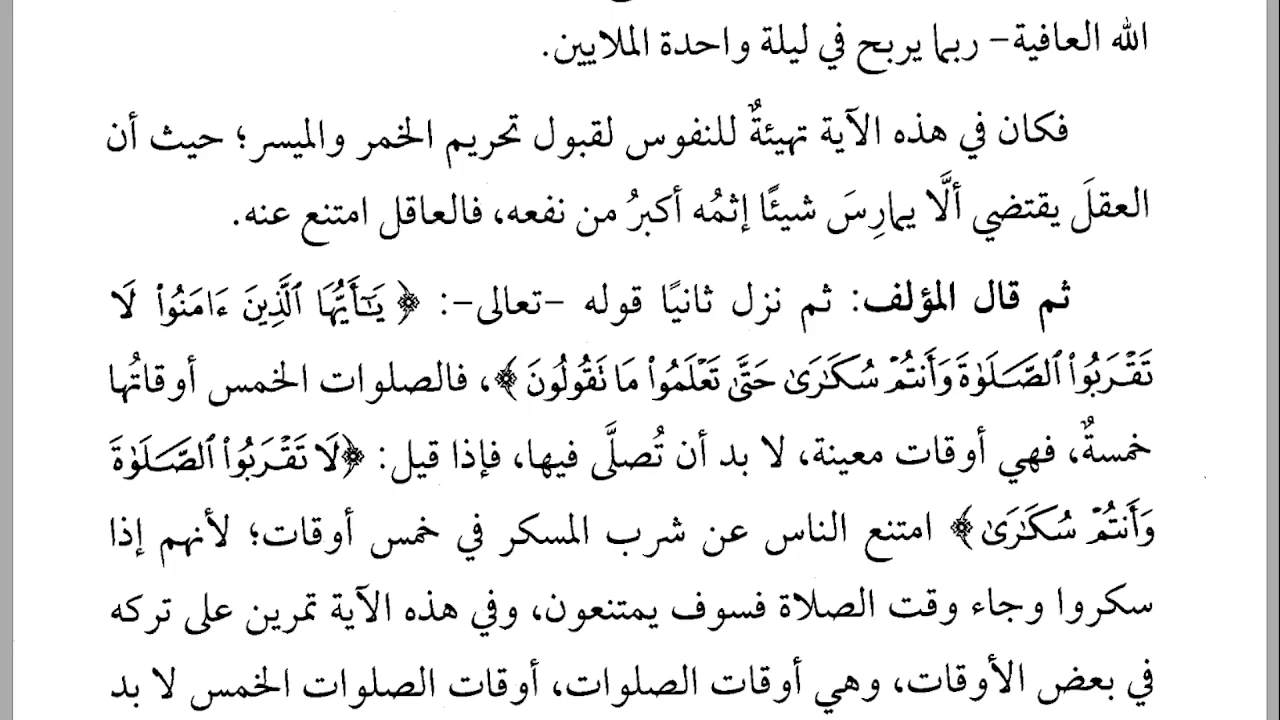 الله العافية- ربما يربح في ليلة واحدة الملايين.
فكان في هذه الآية تهيئةٌ للنفوس لقبول تحريم الخمر والميسر؛ حيث أن
العقلَ يقتضي ألَّا يمارِسَ شيئًا إثمُه أكبرُ من نفعه، فالعاقل امتنع عنه.
ثم قال المؤلف: ثم نزل ثانيًا قوله -تعالى-: ﴿يَـٰٓأَيُّهَا ٱلَّذِينَ ءَامَنُوا۟ لَا
تَقْرَبُوا۟ ٱلصَّلَوٰةَ وَأَنتُمْ سُكَـٰرَىٰ حَتَّىٰ تَعْلَمُوا۟ مَا تَقُولُونَ﴾، فالصلوات الخمس أوقاتُها
خمسةٌ، فهي أوقات معينة، لا بد أن تُصلَّى فيها، فإذا قيل: ﴿لَا تَقْرَبُوا۟ ٱلصَّلَوٰةَ
وَأَنتُمْ سُكَـٰرَىٰ﴾ امتنع الناس عن شرب المسكر في خمس أوقات؛ لأنهم إذا
سكروا وجاء وقت الصلاة فسوف يمتنعون، وفي هذه الآية تمرين على تركه
في بعض الأوقات، وهي أوقات الصلوات، أوقات الصلوات الخمس لا بد